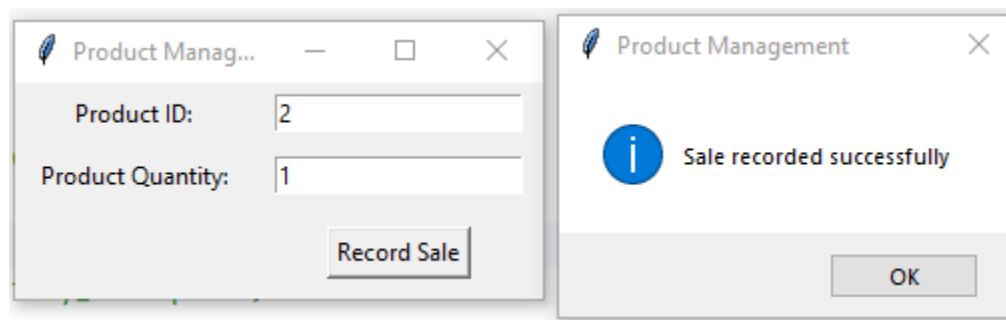 Product Manag...
Product ID:
2
Product Quantity:
1
Record Sale
Product Management
Sale recorded successfully
OK